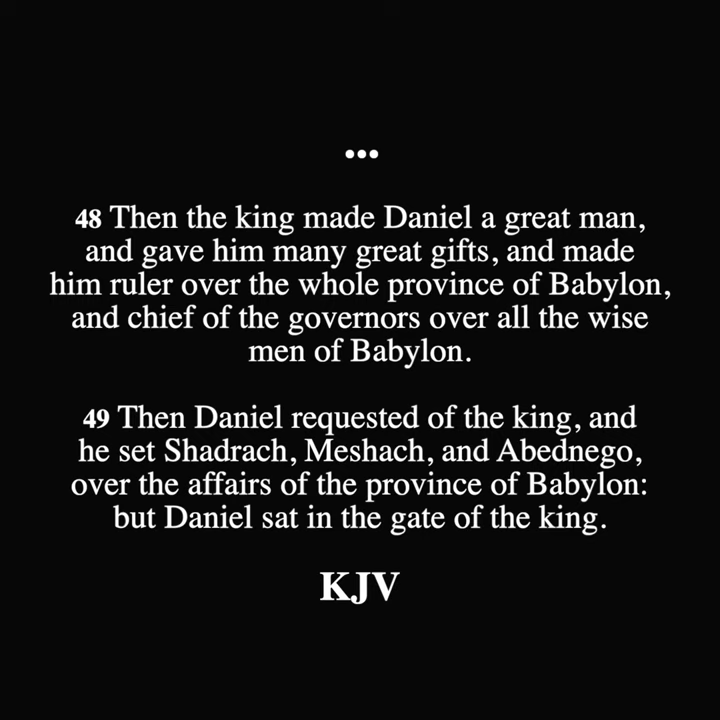 ...
48 Then the king made Daniel a great man,
and gave him many great gifts, and made
him ruler over the whole province of Babylon,
and chief of the governors over all the wise
men of Babylon.
49 Then Daniel requested of the king, and
he set Shadrach, Meshach, and Abednego,
over the affairs of the province of Babylon:
but Daniel sat in the gate of the king.
KJV